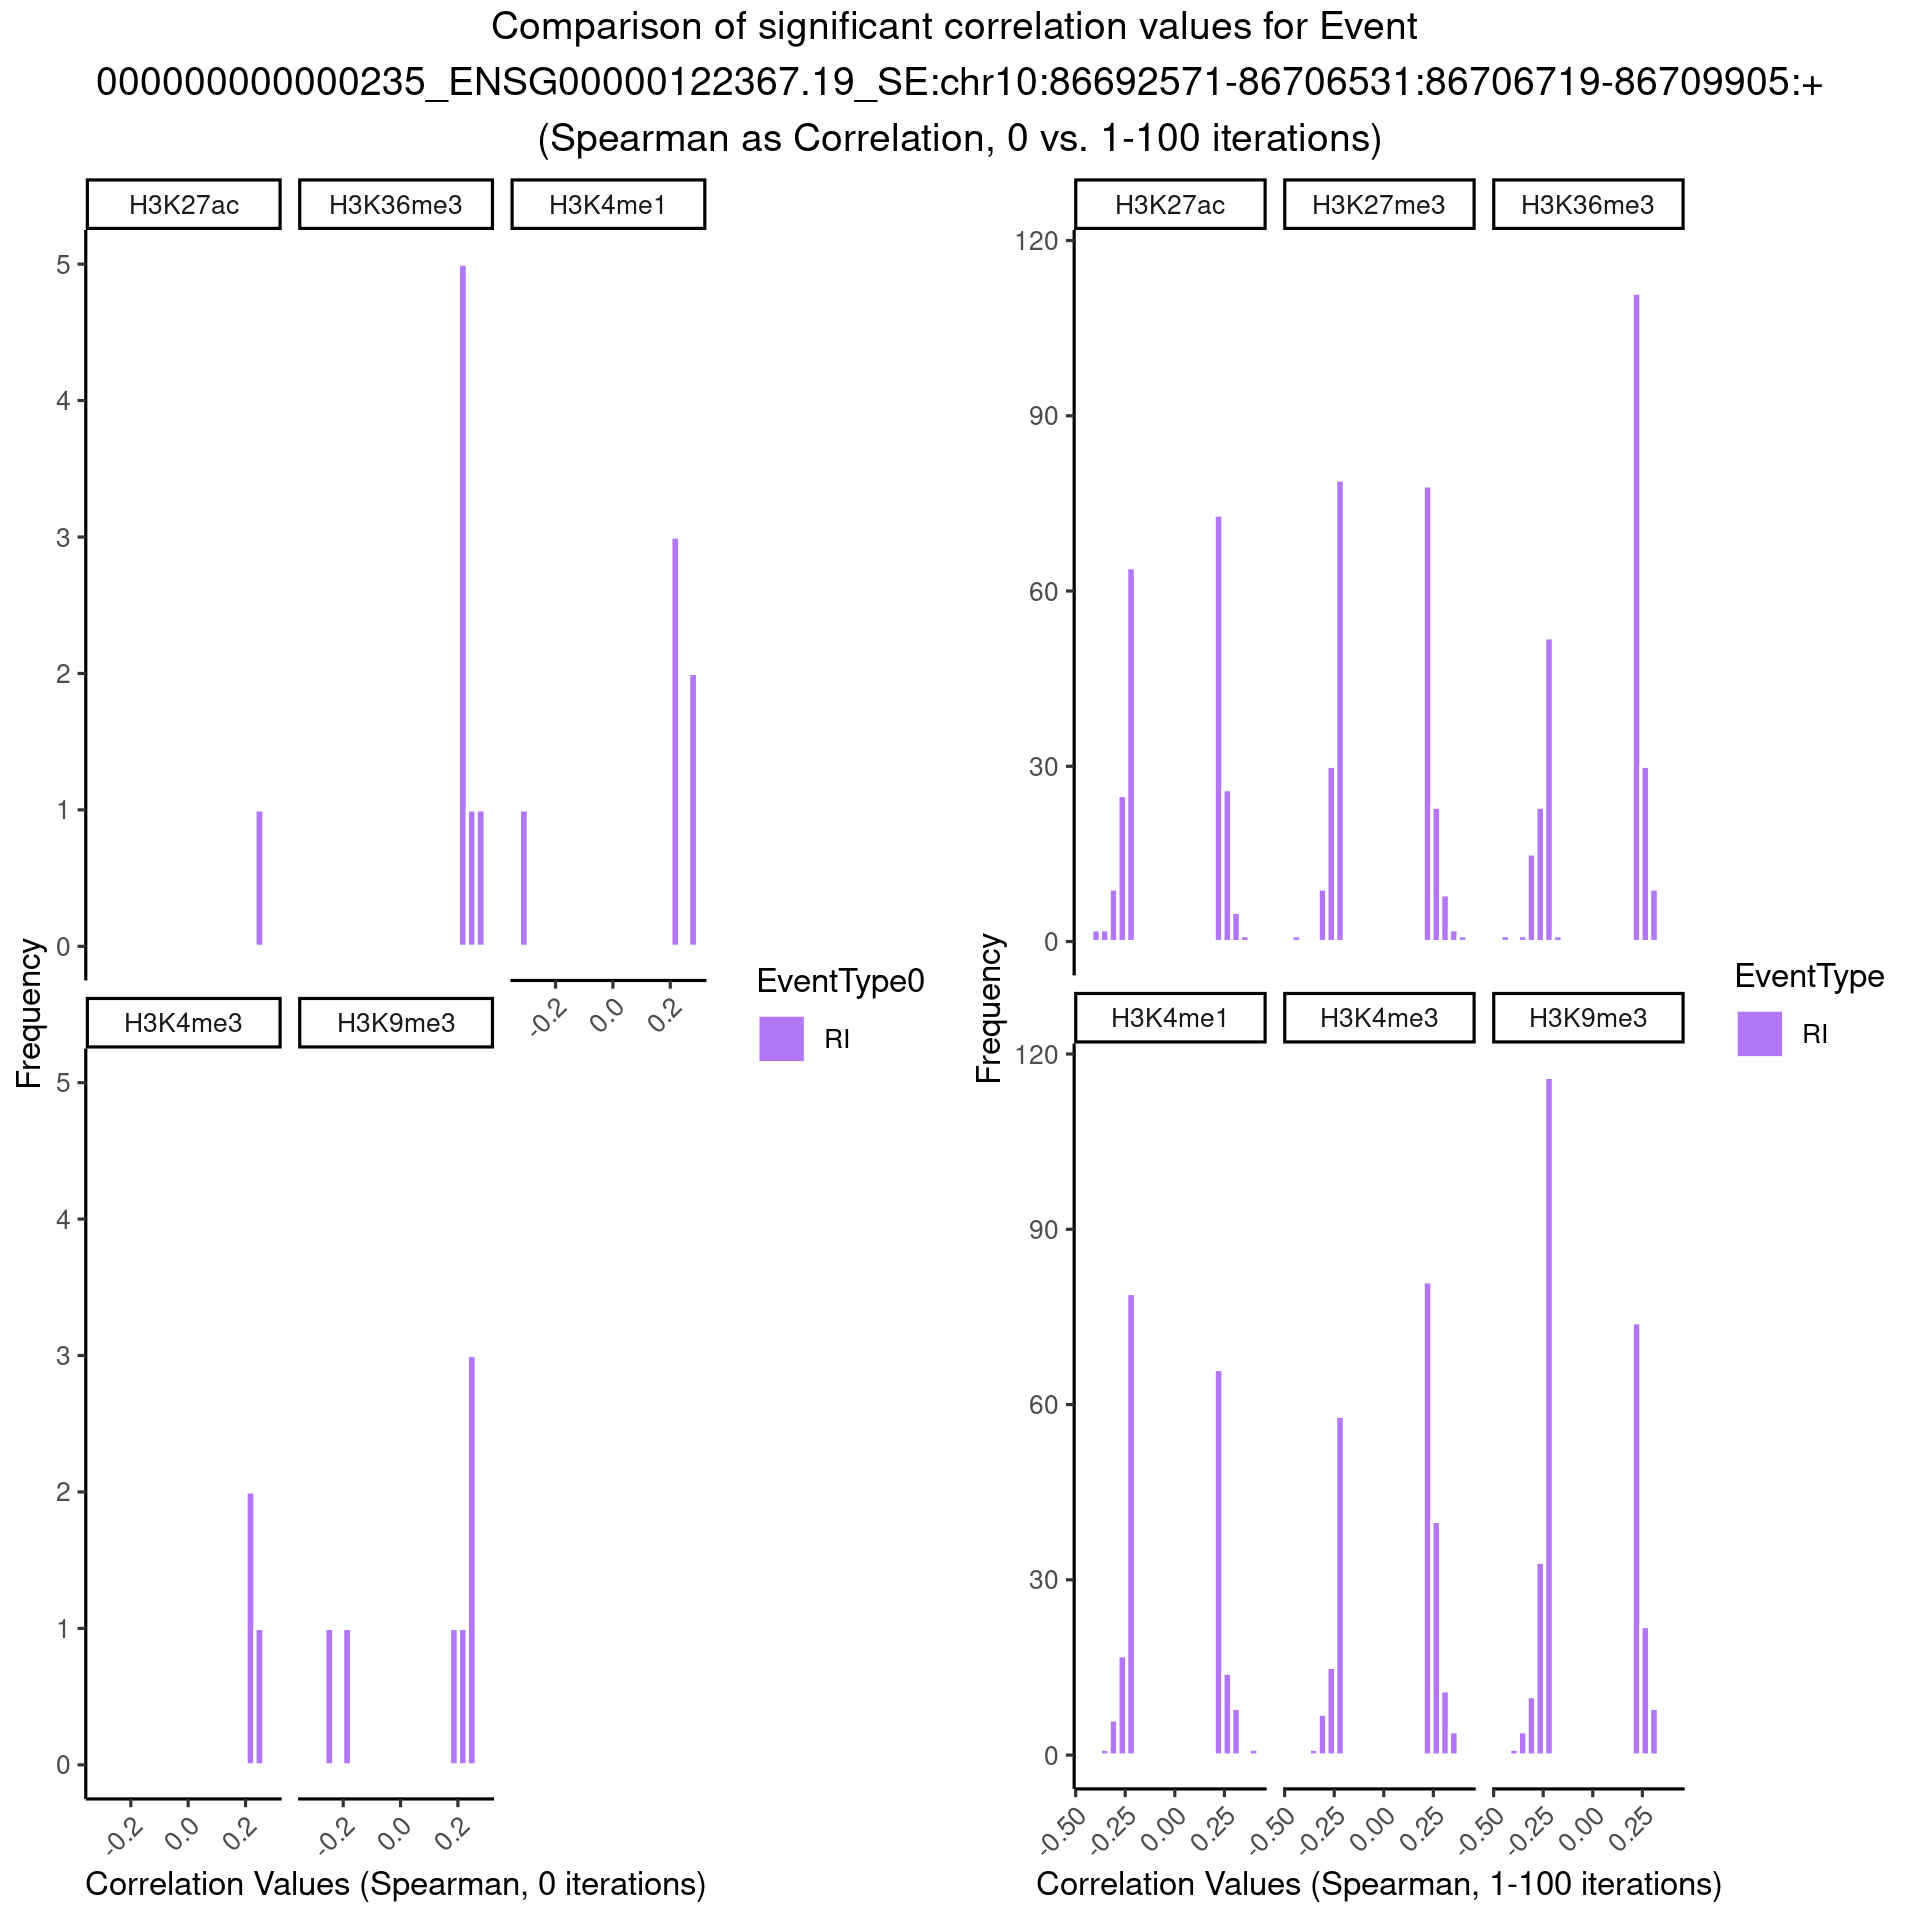 Comparison of significant correlation values for Event
000000000000235_ENSG00000122367.19_SE:chr10:86692571-86706531:86706719-86709905:+
(Spearman as Correlation, 0 vs. 1-100 iterations)
H3K27ac
H3K36me3
H3K4me1
5
4
3
2
1
0
-0.2
0.0
0.2
H3K4me3
H3K9me3
5
4
3
2
1
0
-0.2
0.0
0.2
-0.2
0.0
0.2
Frequency
Correlation Values (Spearman, 0 iterations)
EventType0
RI
H3K27ac
H3K27me3
H3K36me3
120
90
60
30
0
H3K4me1
H3K4me3
H3K9me3
120
90
60
30
0
-0.50
-0.25
0.00
0.25
-0.50
-0.25
0.00
0.25
-0.50
-0.25
0.00
0.25
Frequency
Correlation Values (Spearman, 1-100 iterations)
EventType
RI